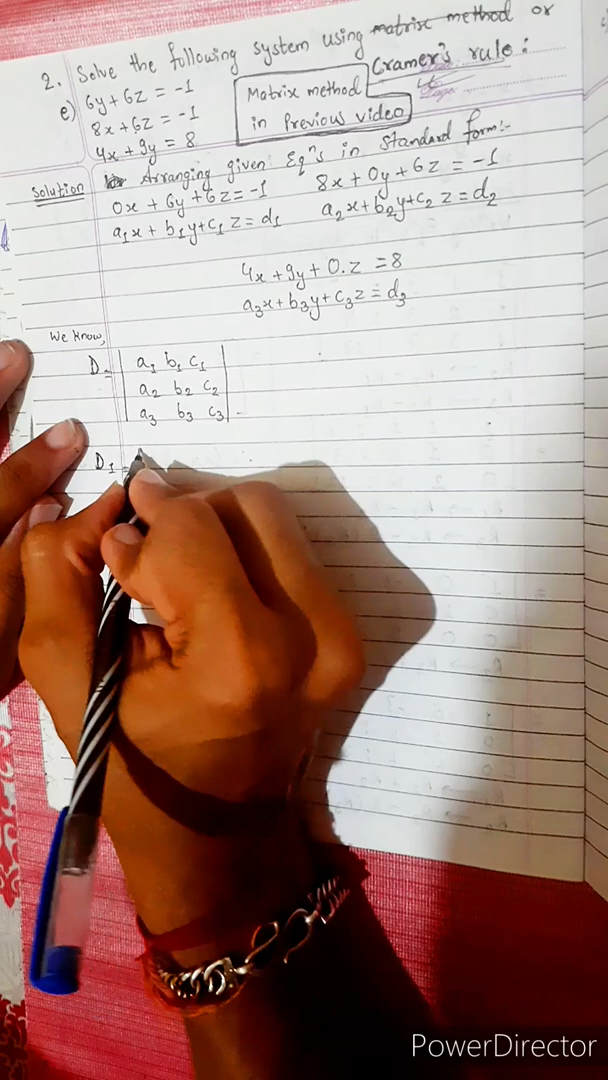 2. Solve the following system using matrix method or
Cramer's rule:
e) 6y + 6z = -1
8x + 6z = -1
4x + 9y = 8
Matrix method
in Previous video
Solution Arranging given Eqns in standard form:-
0x + 6y + 6z = -1 8x + 0y + 6z = -1
a₁x + b₁y + c₁ z = d₁ a₂x + b₂y + c₂ z = d₂
4x + 9y + 0.z = 8
a₃x + b₃y + c₃z = d₃
We know,
D = | a₁ b₁ c₁ |
a₂ b₂ c₂
a₃ b₃ c₃
D₁ =
PowerDirector